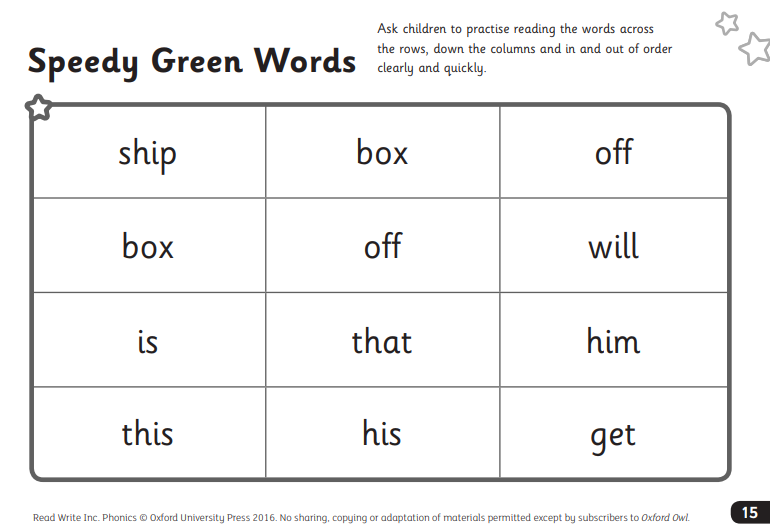 Speedy Green Words
Ask children to practise reading the words across
the rows, down the columns and in and out of order
clearly and quickly.
ship box off
box off will
is that him
this his get
Read Write Inc. Phonics © Oxford University Press 2016. No sharing, copying or adaptation of materials permitted except by subscribers to Oxford Owl.
15